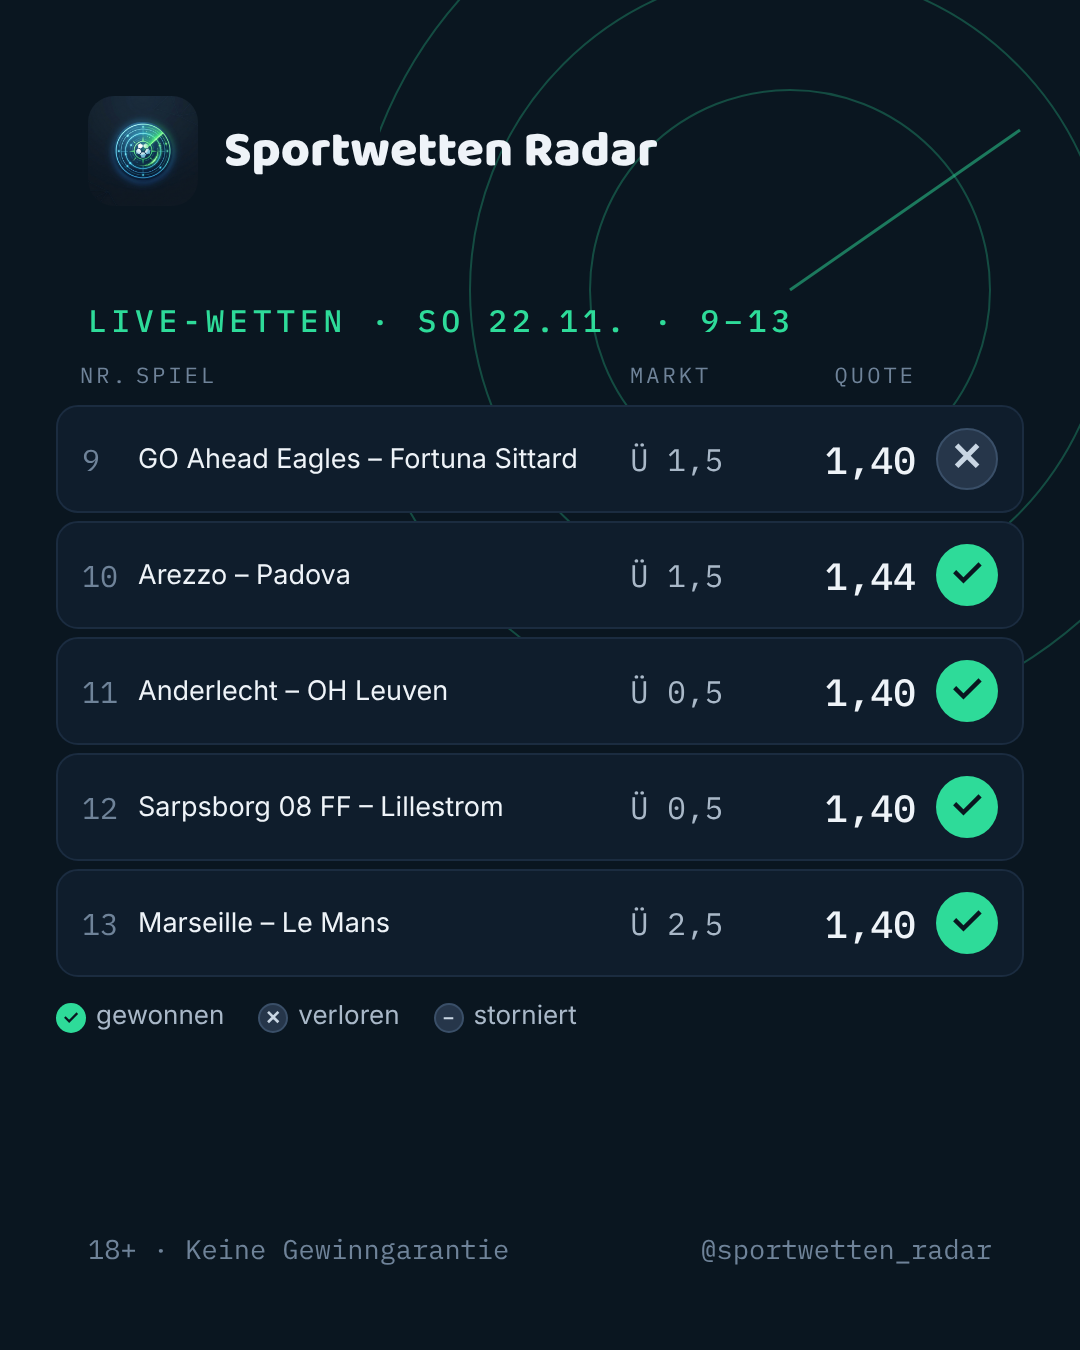 Sportwetten Radar
LIVE-WETTEN · SO 22.11. · 9–13
NR. SPIEL MARKT QUOTE
9 GO Ahead Eagles – Fortuna Sittard Ü 1,5 1,40
10 Arezzo – Padova Ü 1,5 1,44
11 Anderlecht – OH Leuven Ü 0,5 1,40
12 Sarpsborg 08 FF – Lillestrom Ü 0,5 1,40
13 Marseille – Le Mans Ü 2,5 1,40
gewonnen verloren storniert
18+ · Keine Gewinngarantie @sportwetten_radar